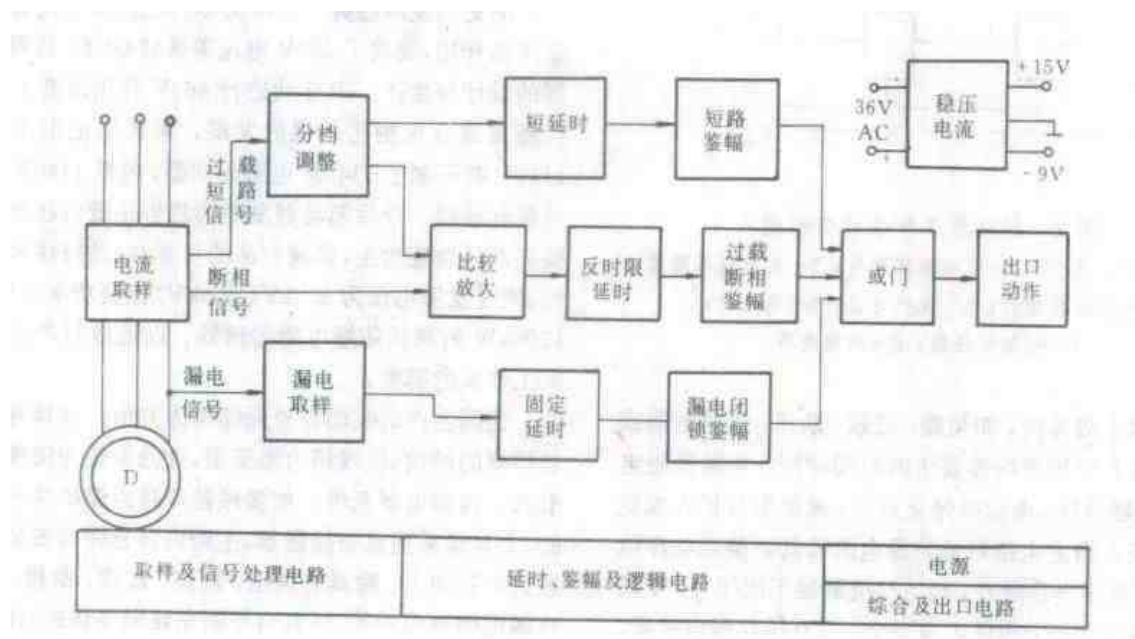 短延时
短路
鉴幅
稳压
电流
36V
AC
+15V
-9V
分档
调整
过载
短路
信号
电流
取样
断相
信号
比较
放大
反时限
延时
过载
断相
鉴幅
或门
出口
动作
漏电
信号
漏电
取样
固定
延时
漏电闭
锁鉴幅
D
取样及信号处理电路
延时、鉴幅及逻辑电路
电源
综合及出口电路